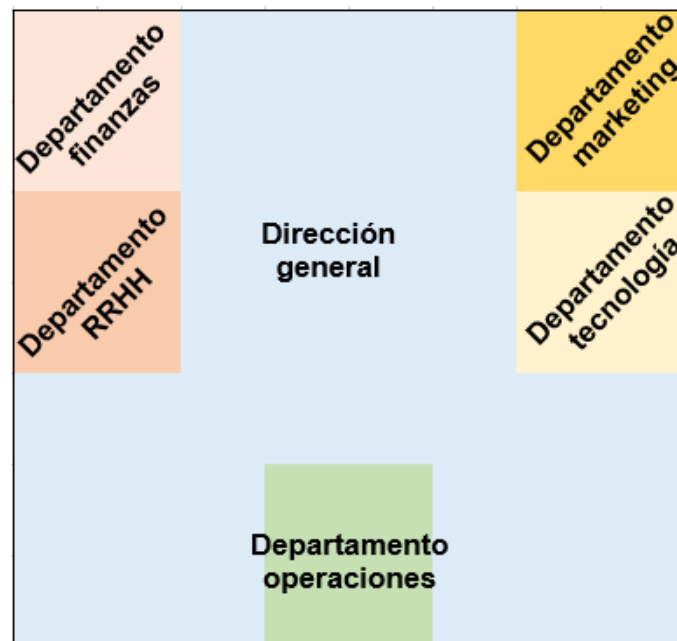 Departamento
finanzas
Departamento
marketing
Departamento
RRHH
Dirección
general
Departamento
tecnología
Departamento
operaciones